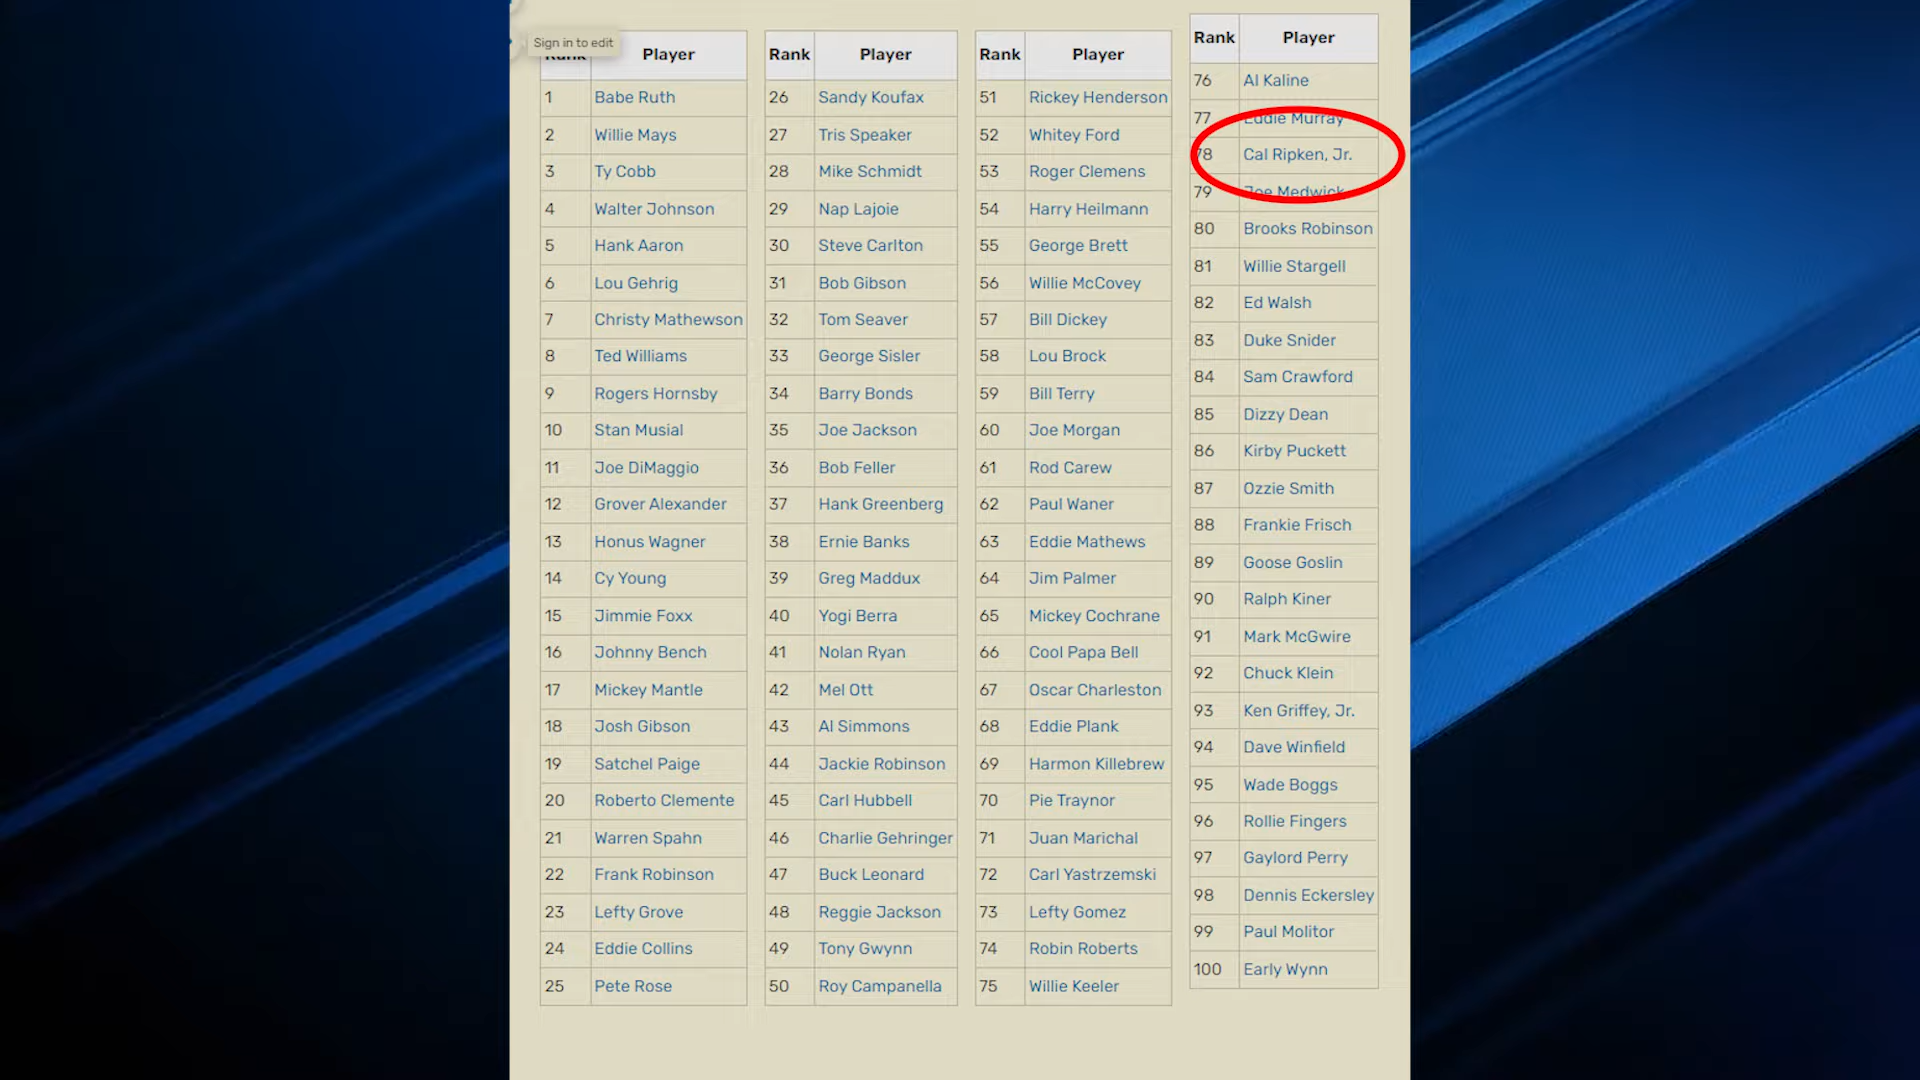 Sign in to edit
Rank Player
1 Babe Ruth
2 Willie Mays
3 Ty Cobb
4 Walter Johnson
5 Hank Aaron
6 Lou Gehrig
7 Christy Mathewson
8 Ted Williams
9 Rogers Hornsby
10 Stan Musial
11 Joe DiMaggio
12 Grover Alexander
13 Honus Wagner
14 Cy Young
15 Jimmie Foxx
16 Johnny Bench
17 Mickey Mantle
18 Josh Gibson
19 Satchel Paige
20 Roberto Clemente
21 Warren Spahn
22 Frank Robinson
23 Lefty Grove
24 Eddie Collins
25 Pete Rose
Rank Player
26 Sandy Koufax
27 Tris Speaker
28 Mike Schmidt
29 Nap Lajoie
30 Steve Carlton
31 Bob Gibson
32 Tom Seaver
33 George Sisler
34 Barry Bonds
35 Joe Jackson
36 Bob Feller
37 Hank Greenberg
38 Ernie Banks
39 Greg Maddux
40 Yogi Berra
41 Nolan Ryan
42 Mel Ott
43 Al Simmons
44 Jackie Robinson
45 Carl Hubbell
46 Charlie Gehringer
47 Buck Leonard
48 Reggie Jackson
49 Tony Gwynn
50 Roy Campanella
Rank Player
51 Rickey Henderson
52 Whitey Ford
53 Roger Clemens
54 Harry Heilmann
55 George Brett
56 Willie McCovey
57 Bill Dickey
58 Lou Brock
59 Bill Terry
60 Joe Morgan
61 Rod Carew
62 Paul Waner
63 Eddie Mathews
64 Jim Palmer
65 Mickey Cochrane
66 Cool Papa Bell
67 Oscar Charleston
68 Eddie Plank
69 Harmon Killebrew
70 Pie Traynor
71 Juan Marichal
72 Carl Yastrzemski
73 Lefty Gomez
74 Robin Roberts
75 Willie Keeler
Rank Player
76 Al Kaline
77 Eddie Murray
78 Cal Ripken, Jr.
79 Joe Medwick
80 Brooks Robinson
81 Willie Stargell
82 Ed Walsh
83 Duke Snider
84 Sam Crawford
85 Dizzy Dean
86 Kirby Puckett
87 Ozzie Smith
88 Frankie Frisch
89 Goose Goslin
90 Ralph Kiner
91 Mark McGwire
92 Chuck Klein
93 Ken Griffey, Jr.
94 Dave Winfield
95 Wade Boggs
96 Rollie Fingers
97 Gaylord Perry
98 Dennis Eckersley
99 Paul Molitor
100 Early Wynn